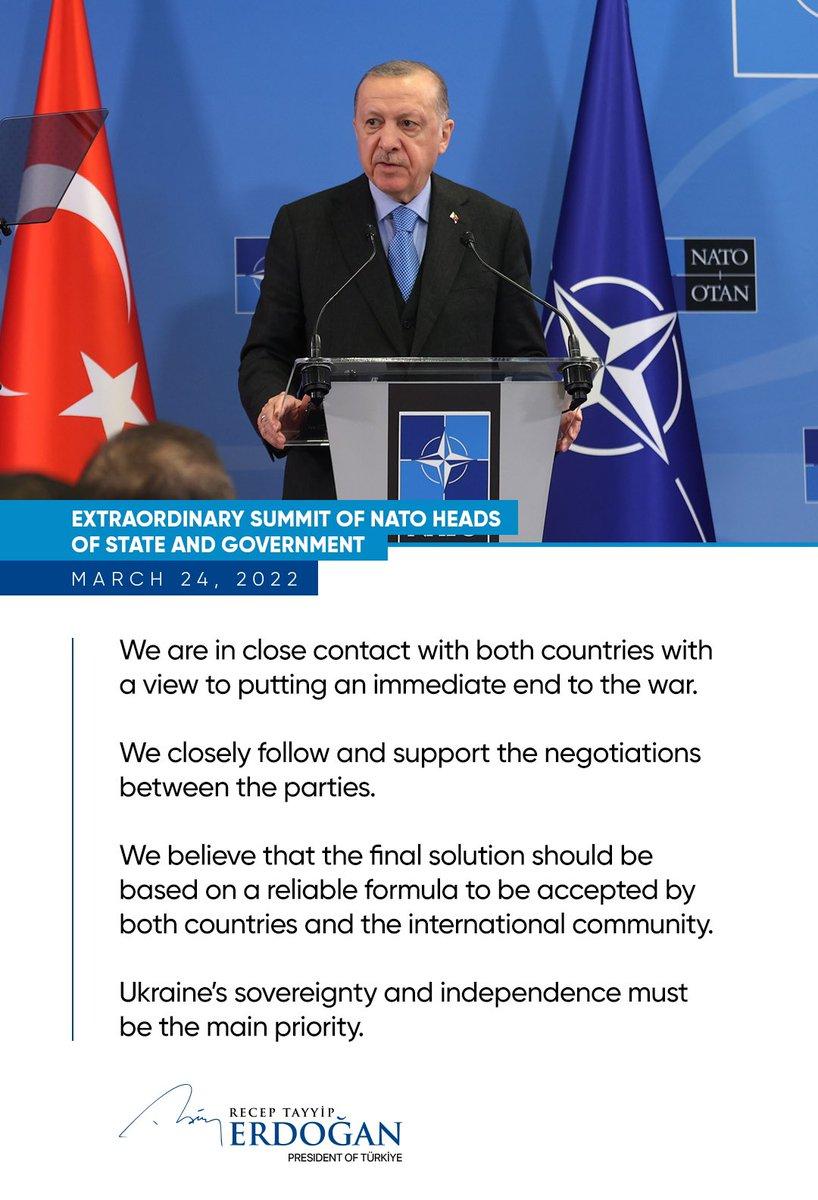 NATO
OTAN
EXTRAORDINARY SUMMIT OF NATO HEADS
OF STATE AND GOVERNMENT
MARCH 24, 2022
We are in close contact with both countries with
a view to putting an immediate end to the war.
We closely follow and support the negotiations
between the parties.
We believe that the final solution should be
based on a reliable formula to be accepted by
both countries and the international community.
Ukraine’s sovereignty and independence must
be the main priority.
RECEP TAYYİP
ERDOĞAN
PRESIDENT OF TÜRKİYE